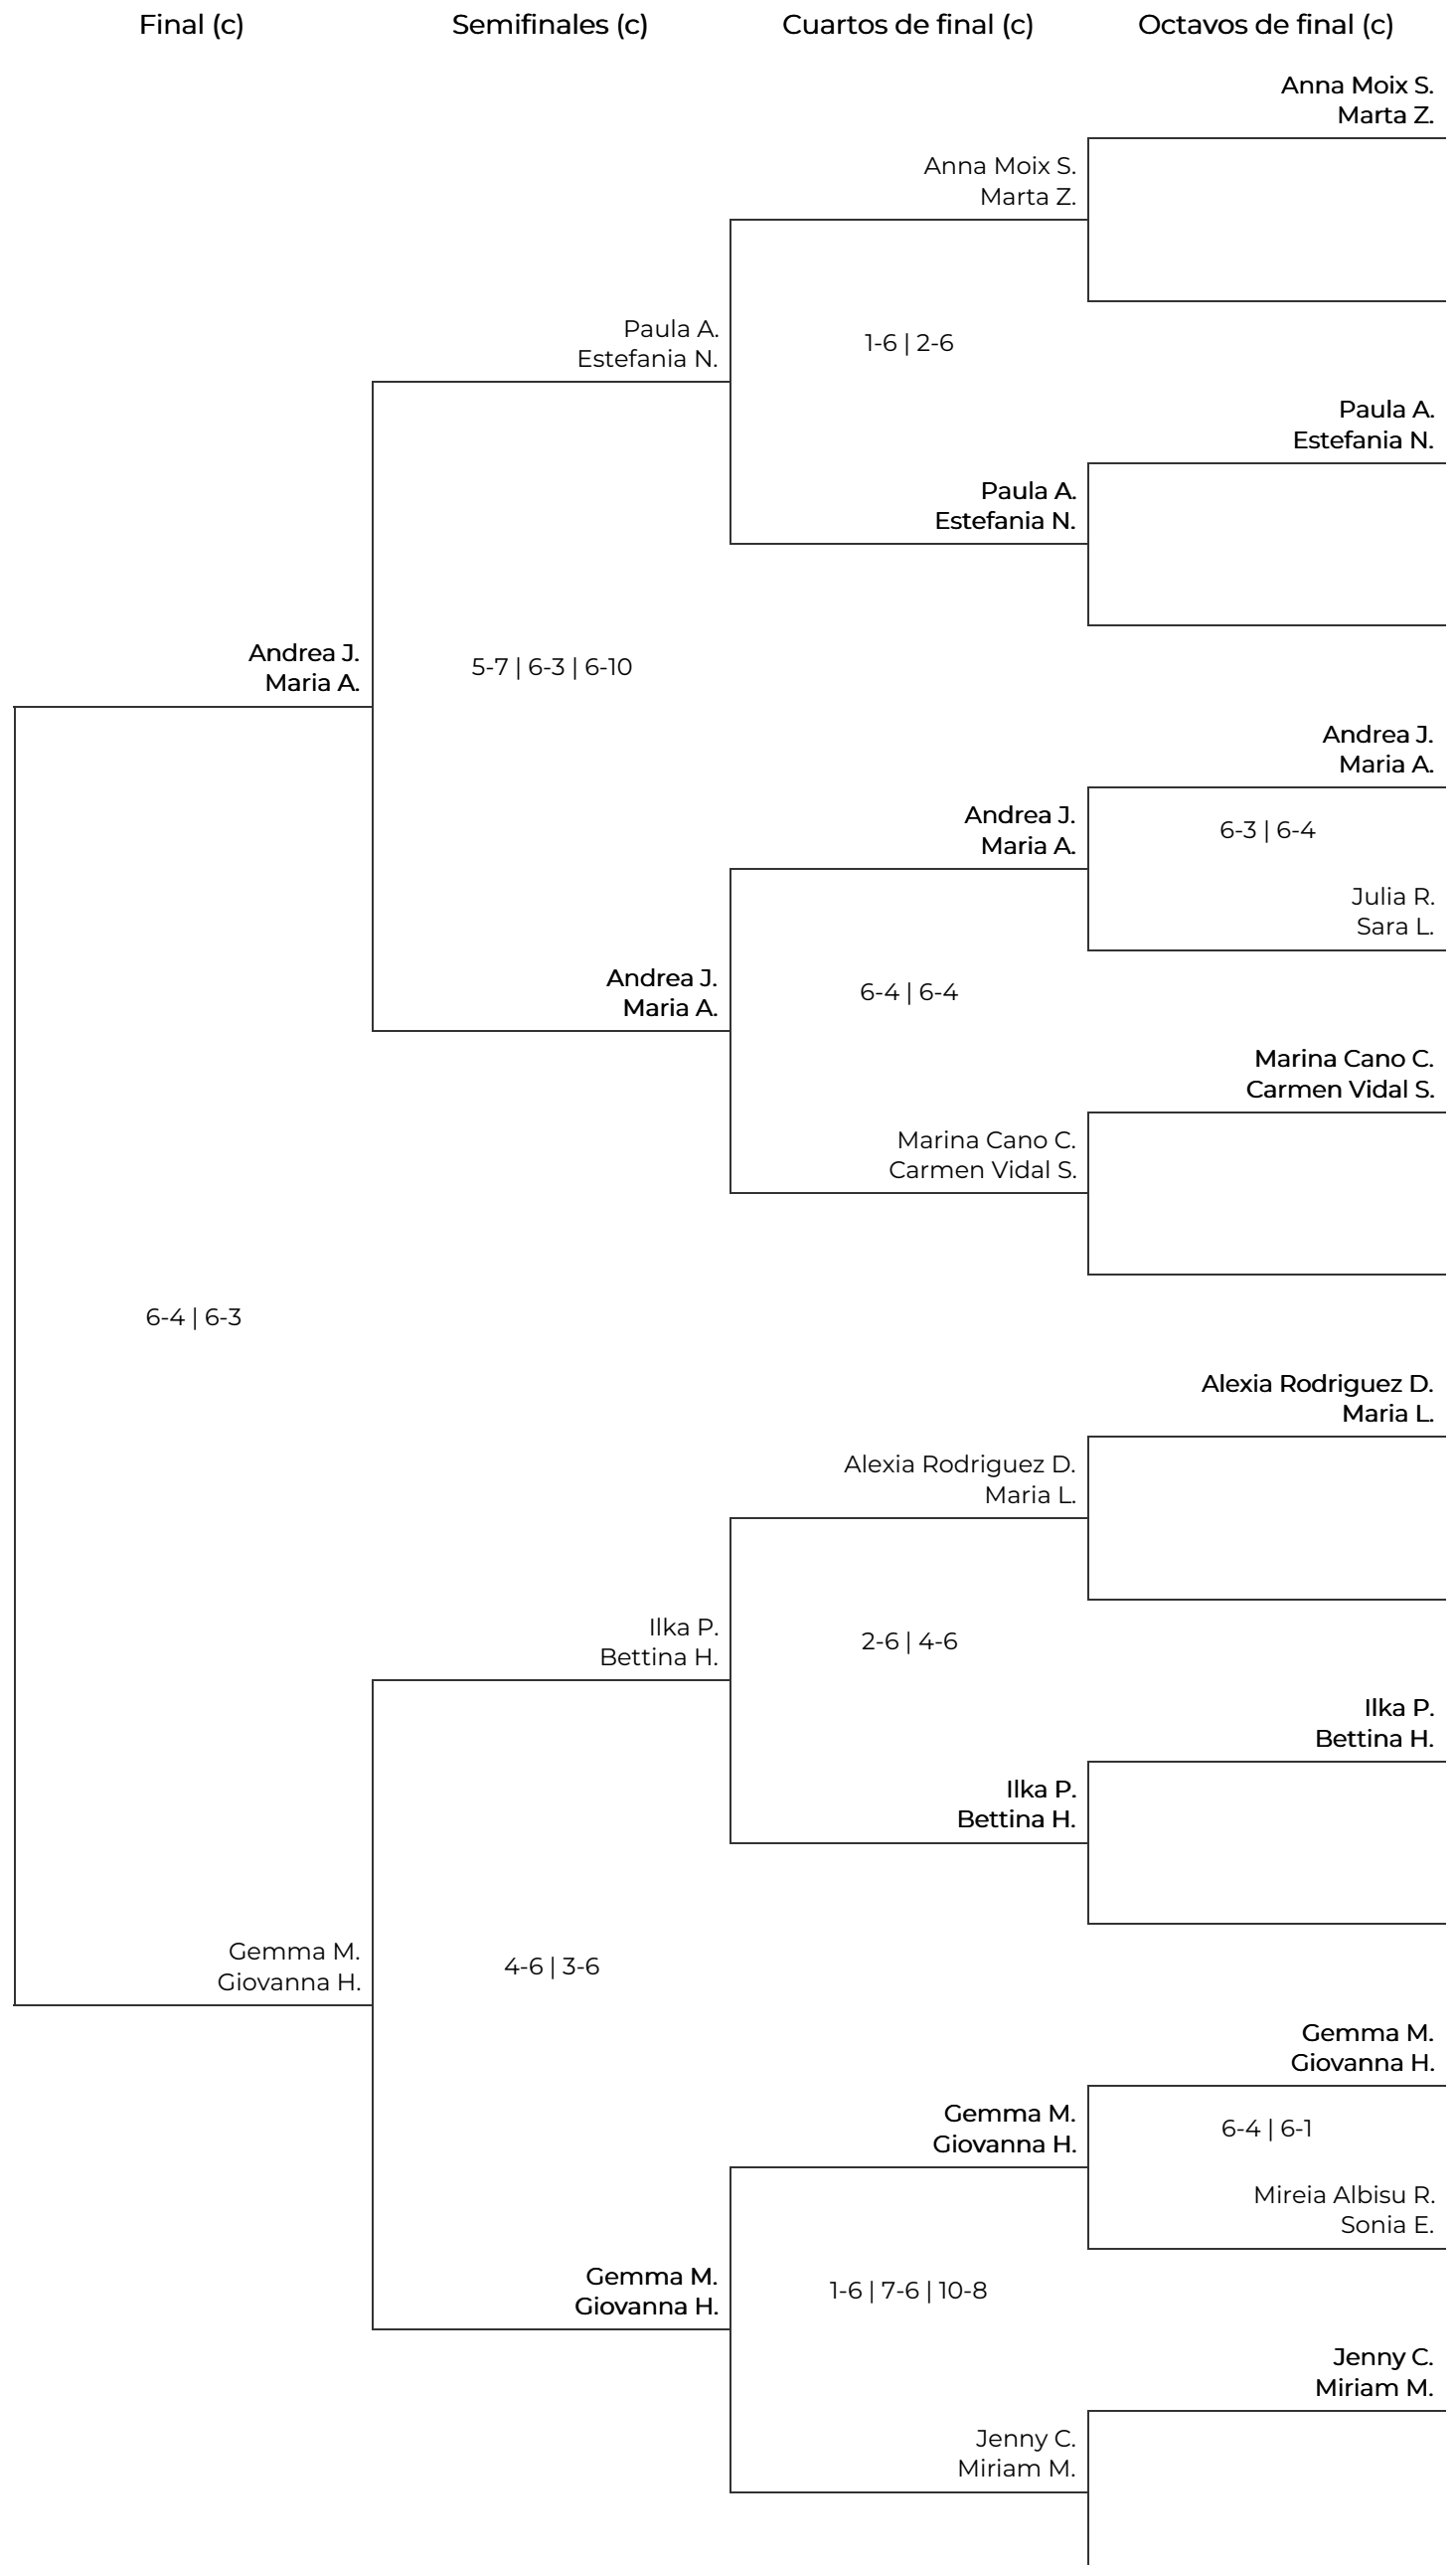 Final (c)
Semifinales (c)
Cuartos de final (c)
Octavos de final (c)
Anna Moix S.
Marta Z.
Anna Moix S.
Marta Z.
Paula A.
Estefania N.
1-6 | 2-6
Paula A.
Estefania N.
Paula A.
Estefania N.
Andrea J.
Maria A.
5-7 | 6-3 | 6-10
Andrea J.
Maria A.
Andrea J.
Maria A.
6-3 | 6-4
Julia R.
Sara L.
Andrea J.
Maria A.
6-4 | 6-4
Marina Cano C.
Carmen Vidal S.
Marina Cano C.
Carmen Vidal S.
6-4 | 6-3
Alexia Rodriguez D.
Maria L.
Alexia Rodriguez D.
Maria L.
Ilka P.
Bettina H.
2-6 | 4-6
Ilka P.
Bettina H.
Ilka P.
Bettina H.
Gemma M.
Giovanna H.
4-6 | 3-6
Gemma M.
Giovanna H.
Gemma M.
Giovanna H.
6-4 | 6-1
Mireia Albisu R.
Sonia E.
Gemma M.
Giovanna H.
1-6 | 7-6 | 10-8
Jenny C.
Miriam M.
Jenny C.
Miriam M.